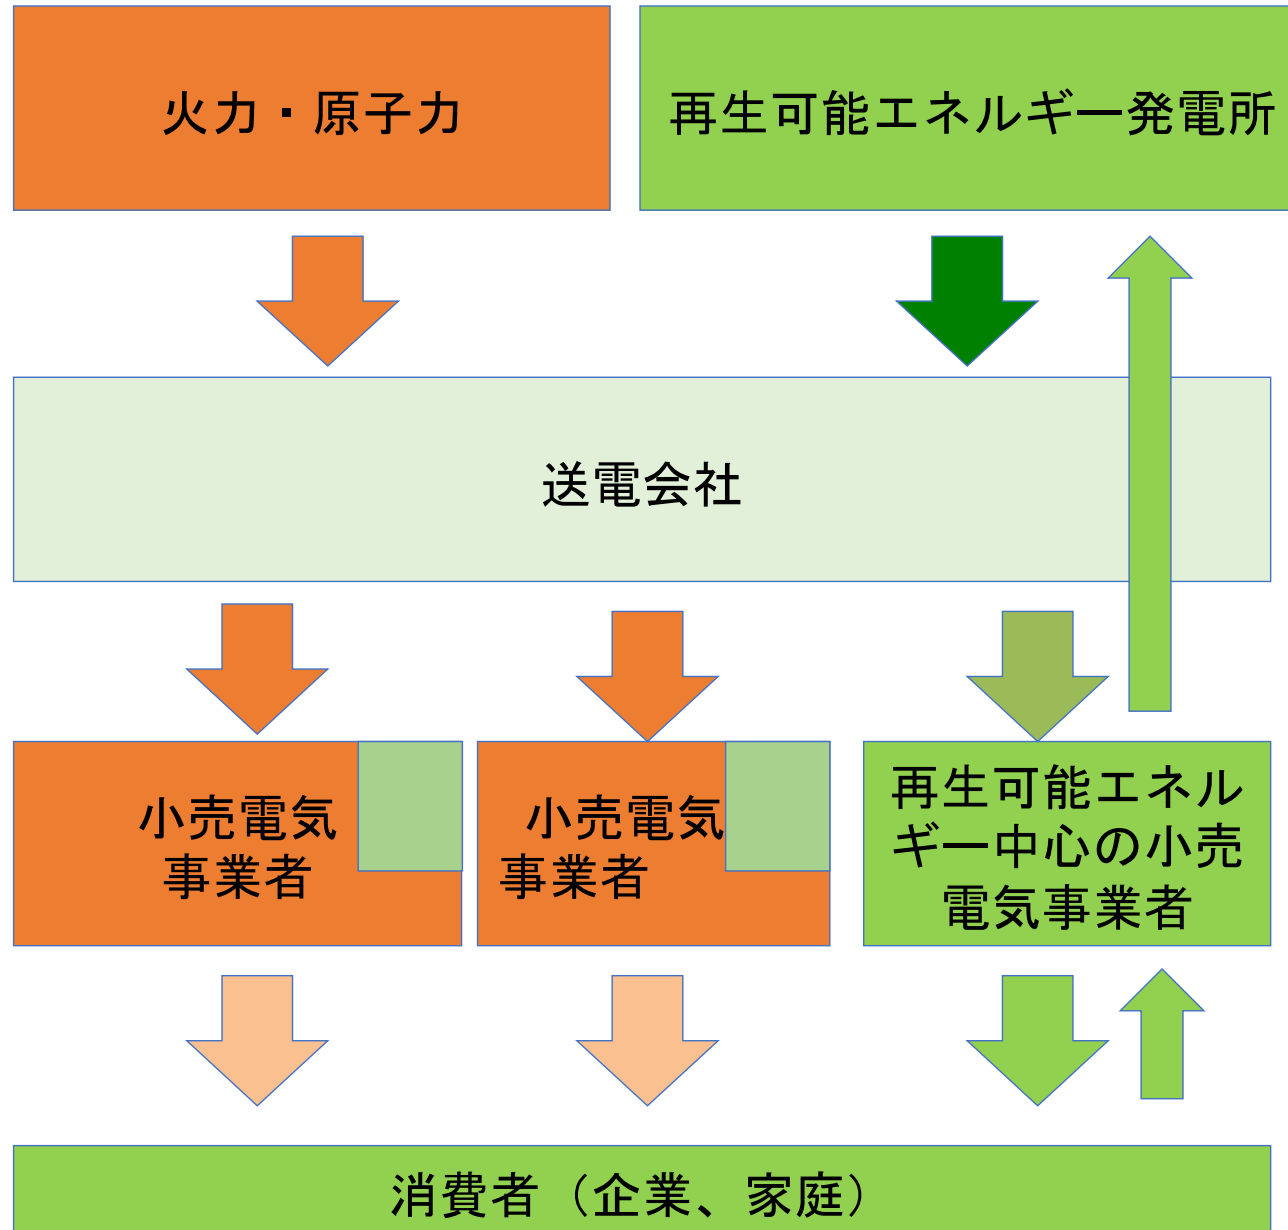 火力・原子力
再生可能エネルギー発電所
送電会社
小売電気
事業者
小売電気
事業者
再生可能エネル
ギー中心の小売
電気事業者
消費者（企業、家庭）